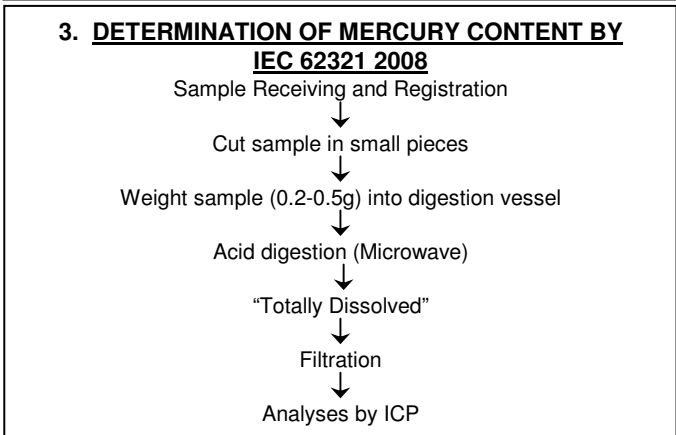 3. DETERMINATION OF MERCURY CONTENT BY
IEC 62321 2008
Sample Receiving and Registration
Cut sample in small pieces
Weight sample (0.2-0.5g) into digestion vessel
Acid digestion (Microwave)
“Totally Dissolved”
Filtration
Analyses by ICP